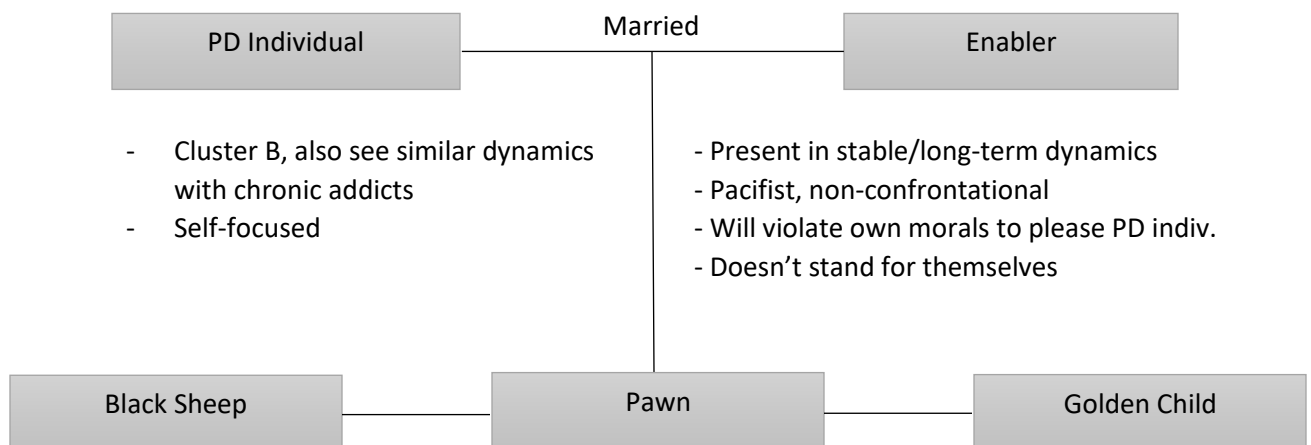 PD Individual
Married
Enabler
- Cluster B, also see similar dynamics
with chronic addicts
- Self-focused
- Present in stable/long-term dynamics
- Pacifist, non-confrontational
- Will violate own morals to please PD indiv.
- Doesn’t stand for themselves
Black Sheep
Pawn
Golden Child